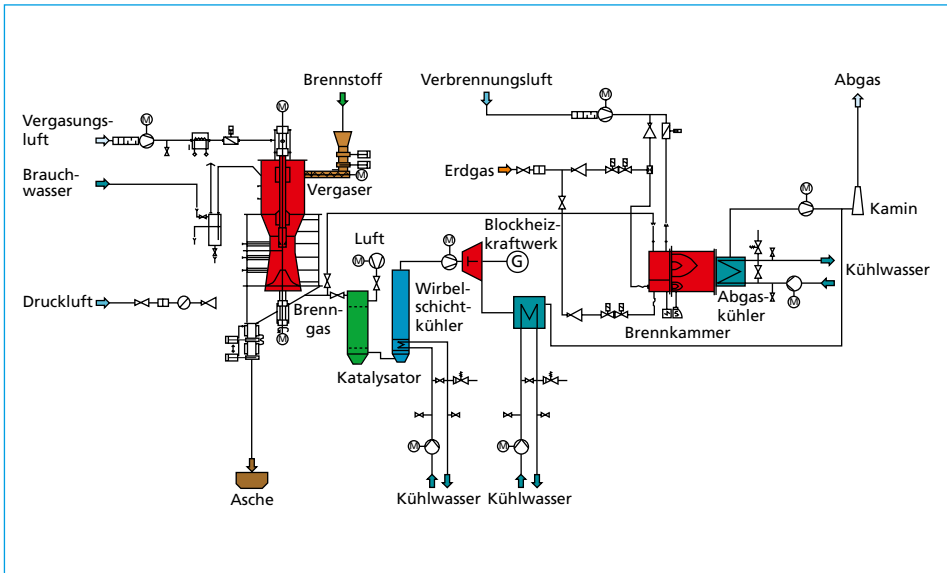 Brennstoff
Verbrennungsluft
Abgas
M
M
M
Vergasungs-
luft
Vergaser
M
Brauch-
wasser
Erdgas
M
Kamin
Luft
M
M
Blockheiz-
kraftwerk
T
G
Wirbel-
schicht-
kühler
Kühlwasser
M
Abgas-
kühler
Druckluft
Brenn-
gas
M
M
Brennkammer
Katalysator
M
M
Asche
Kühlwasser
Kühlwasser